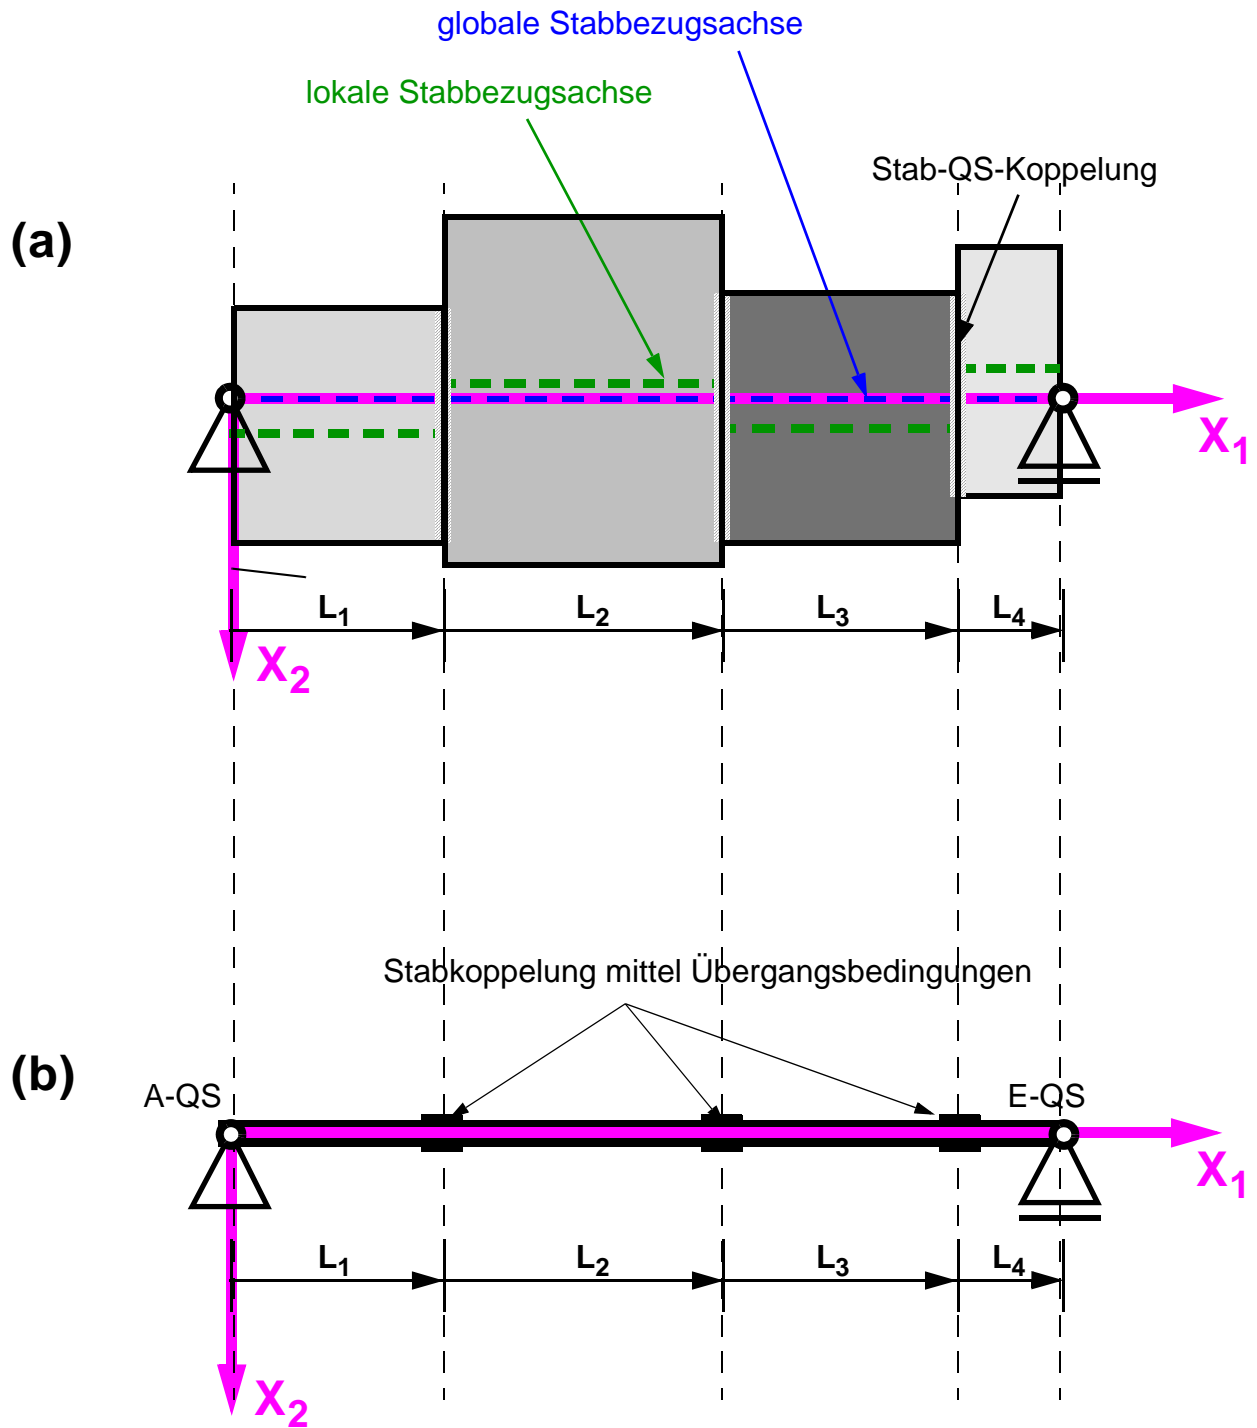 globale Stabbezugsachse
lokale Stabbezugsachse
Stab-QS-Koppelung
(a)
X1
L1 L2 L3 L4
X2
Stabkoppelung mittel Übergangsbedingungen
(b)
A-QS E-QS
X1
L1 L2 L3 L4
X2